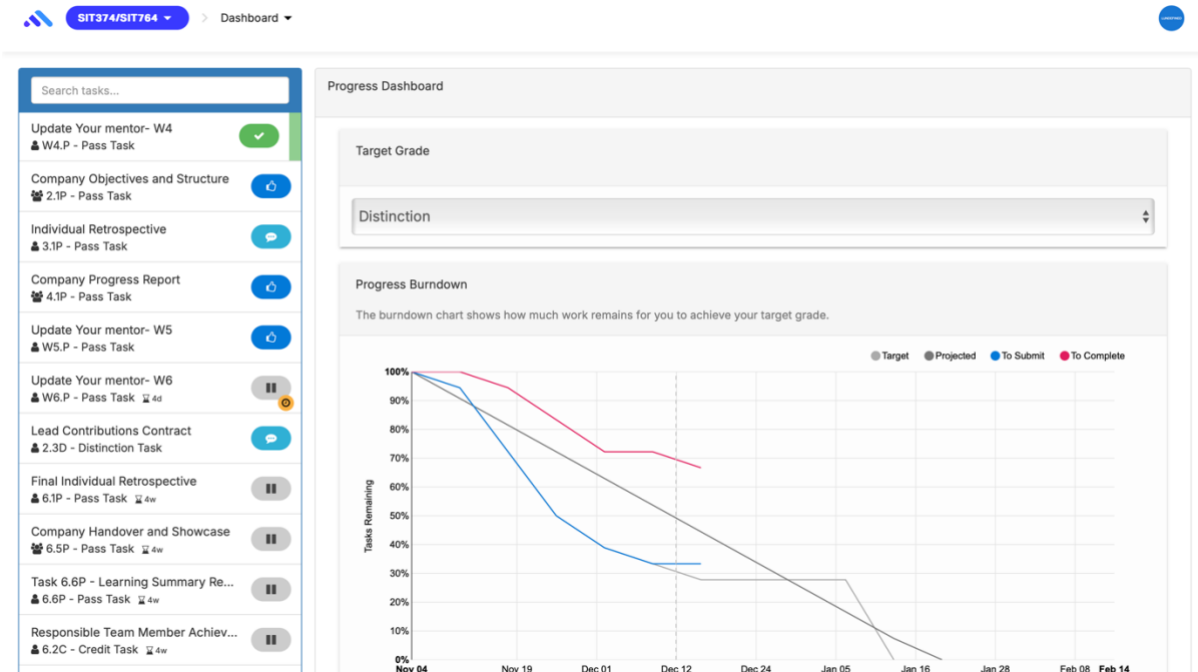 SIT374/SIT764
Dashboard
Search tasks...
Update Your mentor- W4
W4.P - Pass Task
Company Objectives and Structure
2.1P - Pass Task
Individual Retrospective
3.1P - Pass Task
Company Progress Report
4.1P - Pass Task
Update Your mentor- W5
W5.P - Pass Task
Update Your mentor- W6
W6.P - Pass Task 4d
Lead Contributions Contract
2.3D - Distinction Task
Final Individual Retrospective
6.1P - Pass Task 4w
Company Handover and Showcase
6.5P - Pass Task 4w
Task 6.6P - Learning Summary Re...
6.6P - Pass Task 4w
Responsible Team Member Achiev...
6.2C - Credit Task 4w
Progress Dashboard
Target Grade
Distinction
Progress Burndown
The burndown chart shows how much work remains for you to achieve your target grade.
Target Projected To Submit To Complete
Tasks Remaining
100%
90%
80%
70%
60%
50%
40%
30%
20%
10%
0%
Nov 04 Nov 19 Dec 01 Dec 12 Dec 24 Jan 05 Jan 16 Jan 28 Feb 08 Feb 14